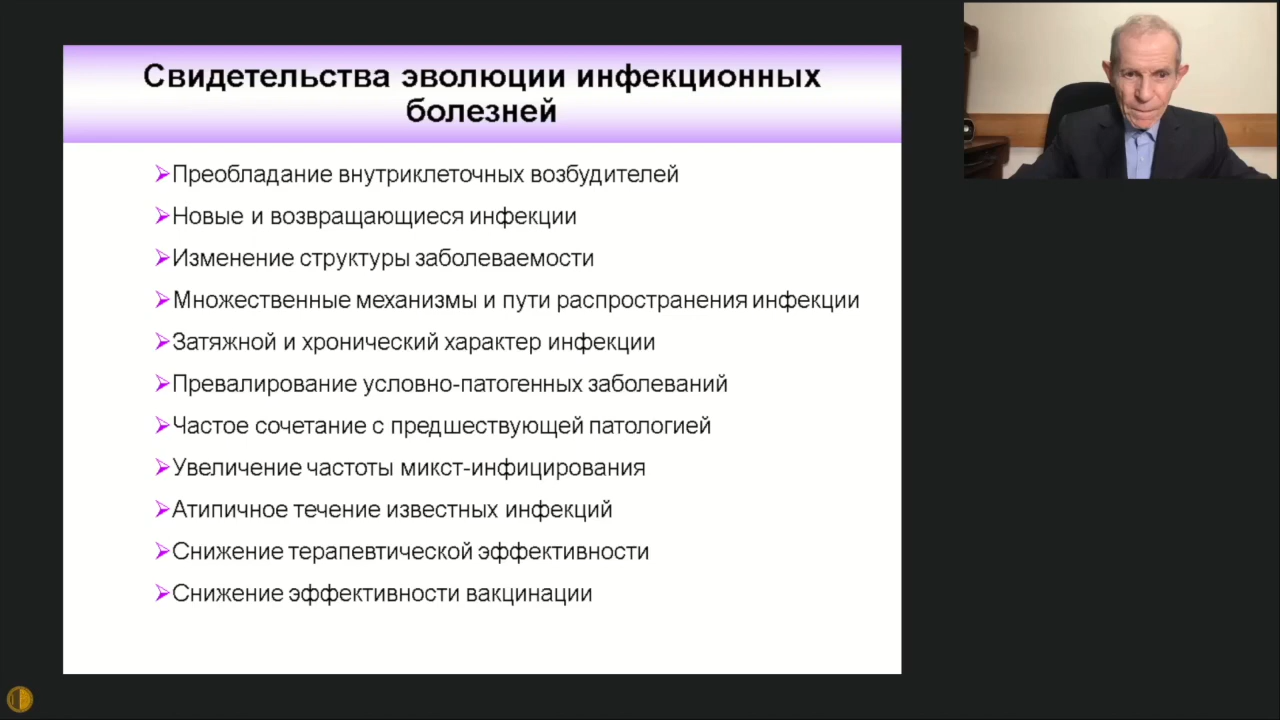 Свидетельства эволюции инфекционных
болезней
Преобладание внутриклеточных возбудителей
Новые и возвращающиеся инфекции
Изменение структуры заболеваемости
Множественные механизмы и пути распространения инфекции
Затяжной и хронический характер инфекции
Превалирование условно-патогенных заболеваний
Частое сочетание с предшествующей патологией
Увеличение частоты микст-инфицирования
Атипичное течение известных инфекций
Снижение терапевтической эффективности
Снижение эффективности вакцинации